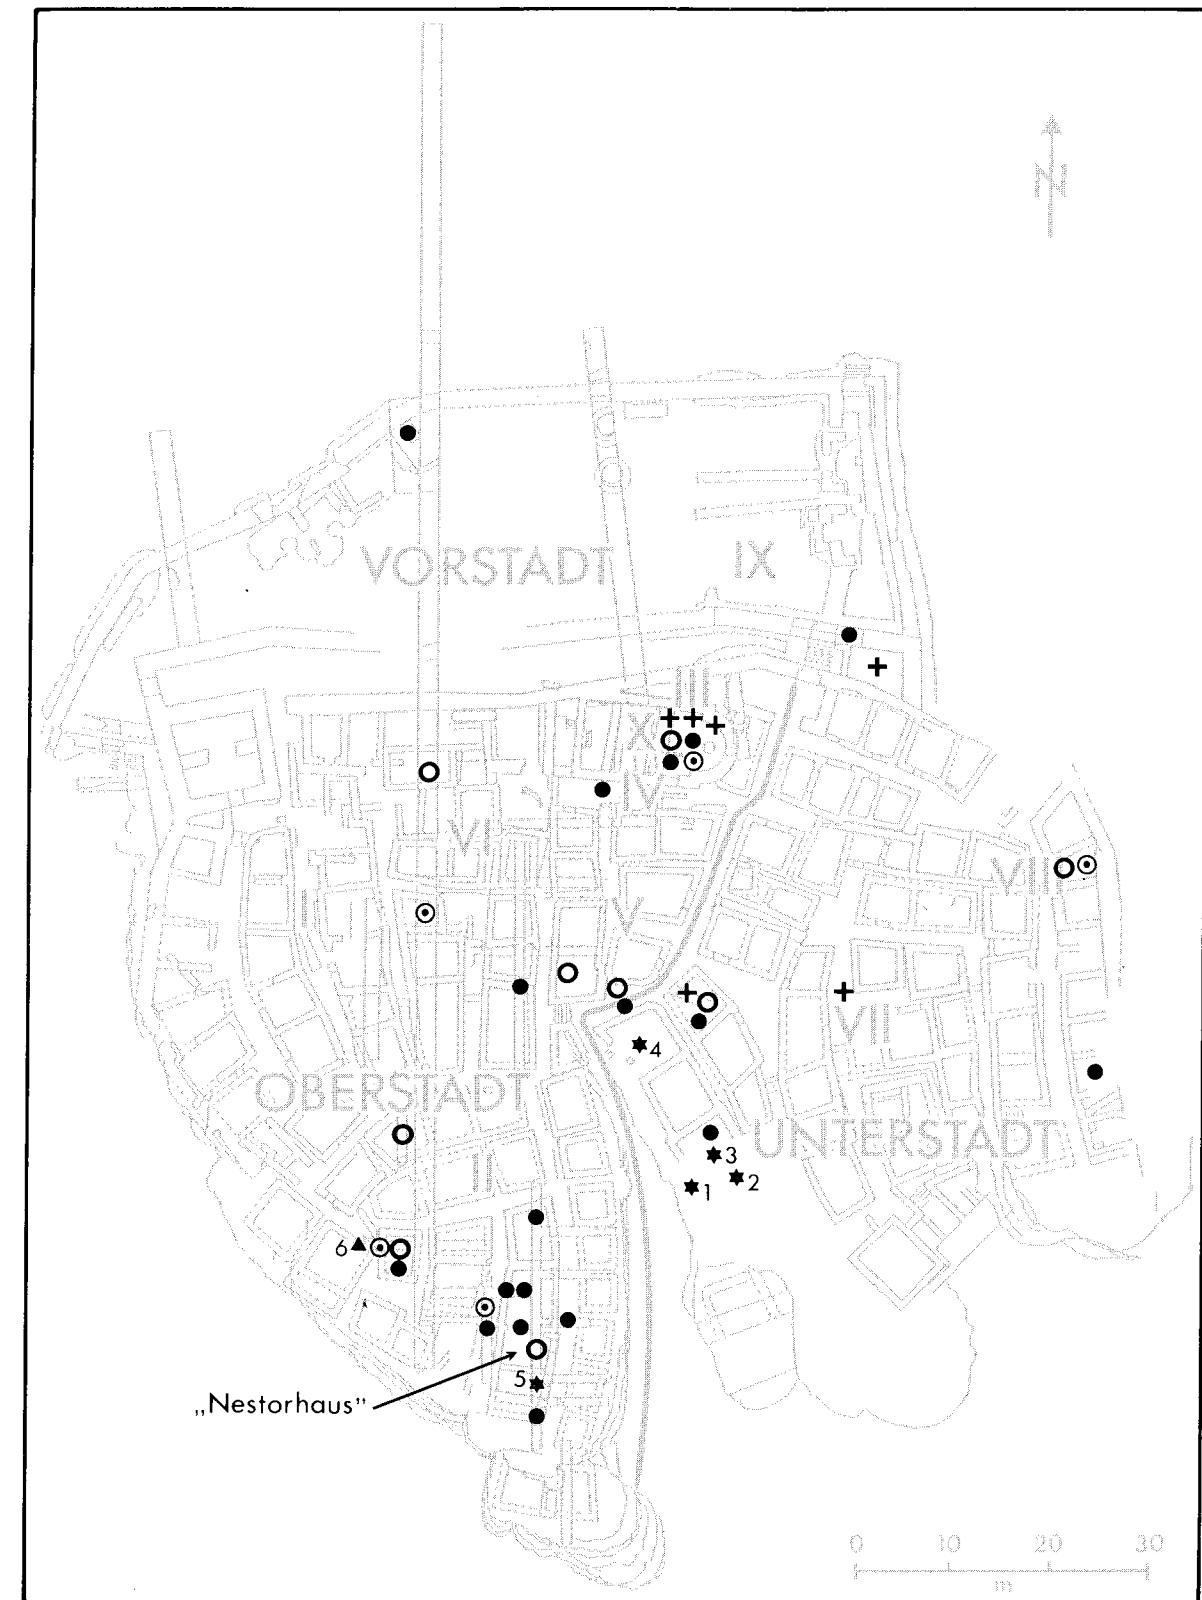 N
VORSTADT
IX
III
X
IV
VI
VIII
I
V
VII
4
OBERSTADT
UNTERSTADT
3
II
1
2
6
5
„Nestorhaus”
0 10 20 30
m